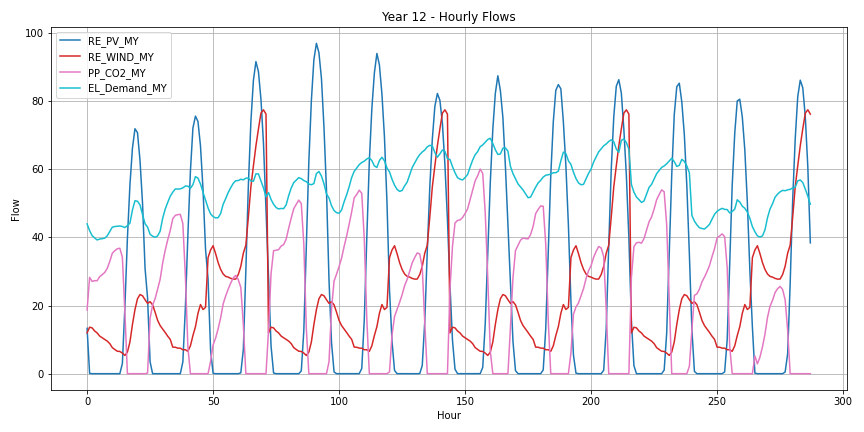 Year 12 - Hourly Flows
RE_PV_MY
RE_WIND_MY
PP_CO2_MY
EL_Demand_MY
100
80
60
40
20
0
Flow
0 50 100 150 200 250 300
Hour